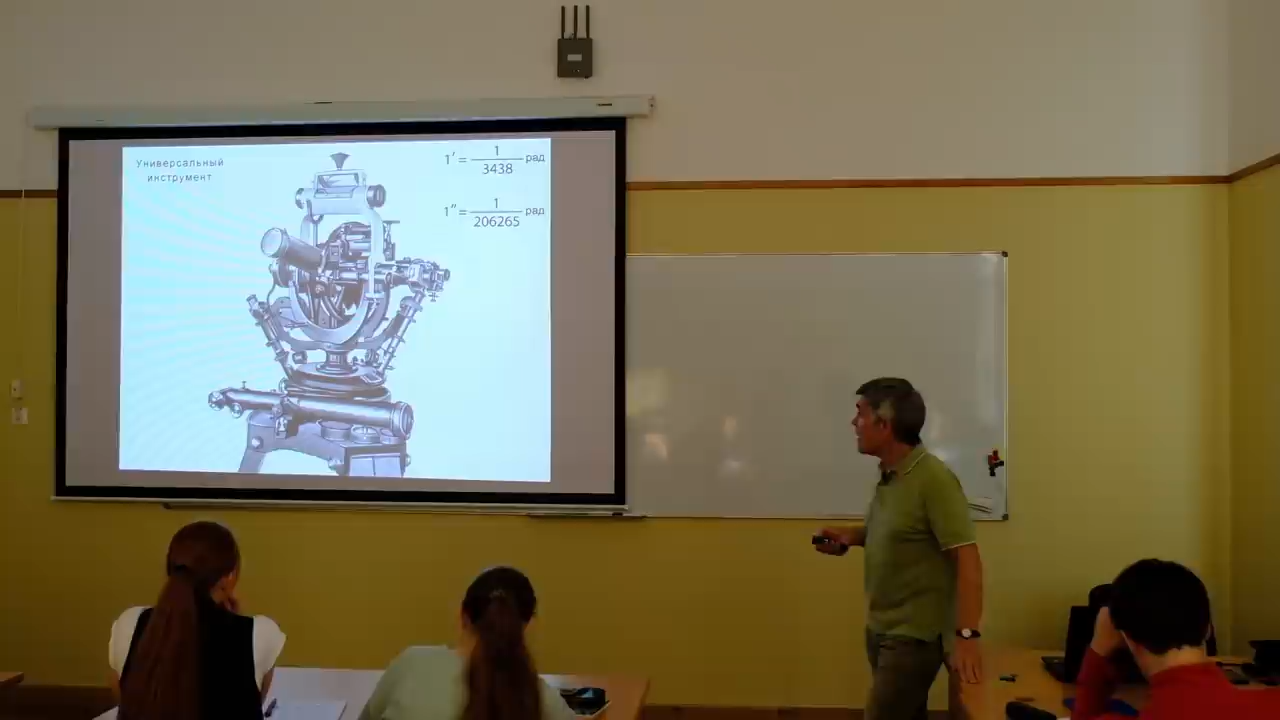 Универсальный
инструмент
1′ = 1/3438 рад
1″ = 1/206265 рад